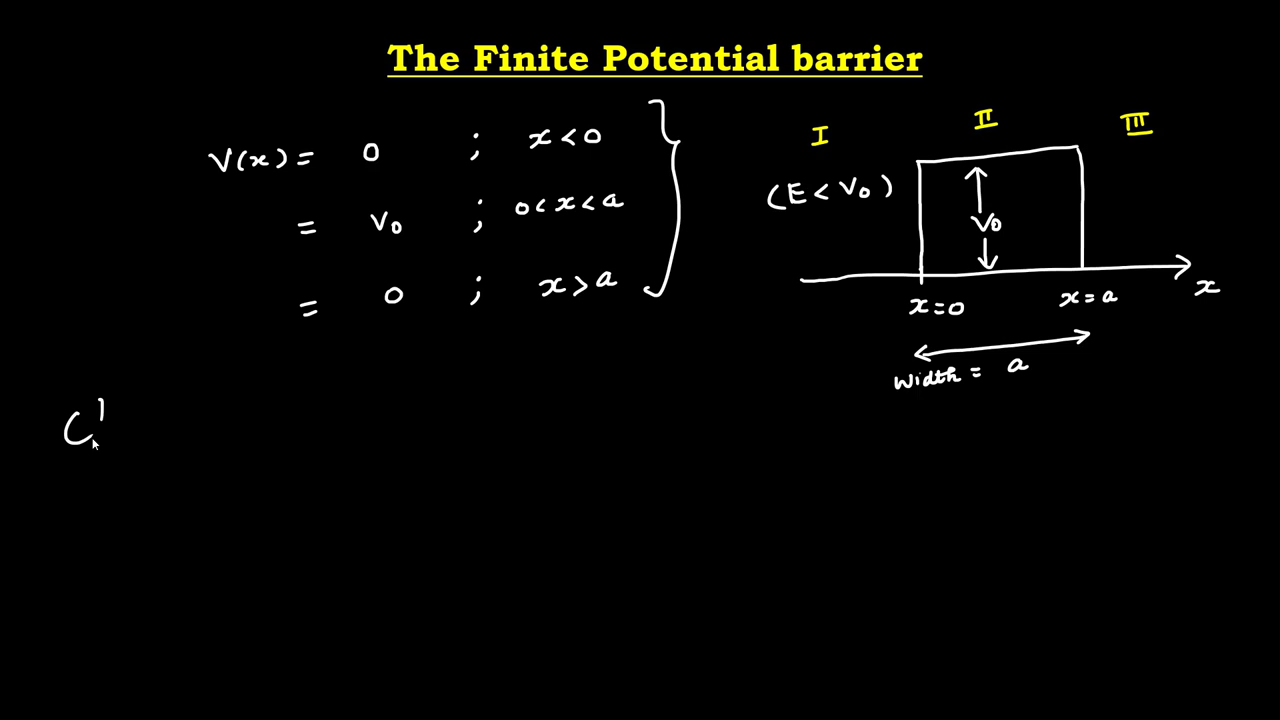 The Finite Potential barrier
V(x) = 0 ; x < 0
= V₀ ; 0 < x < a
= 0 ; x > a
I II III
(E < V₀)
V₀
x = 0 x = a x
Width = a